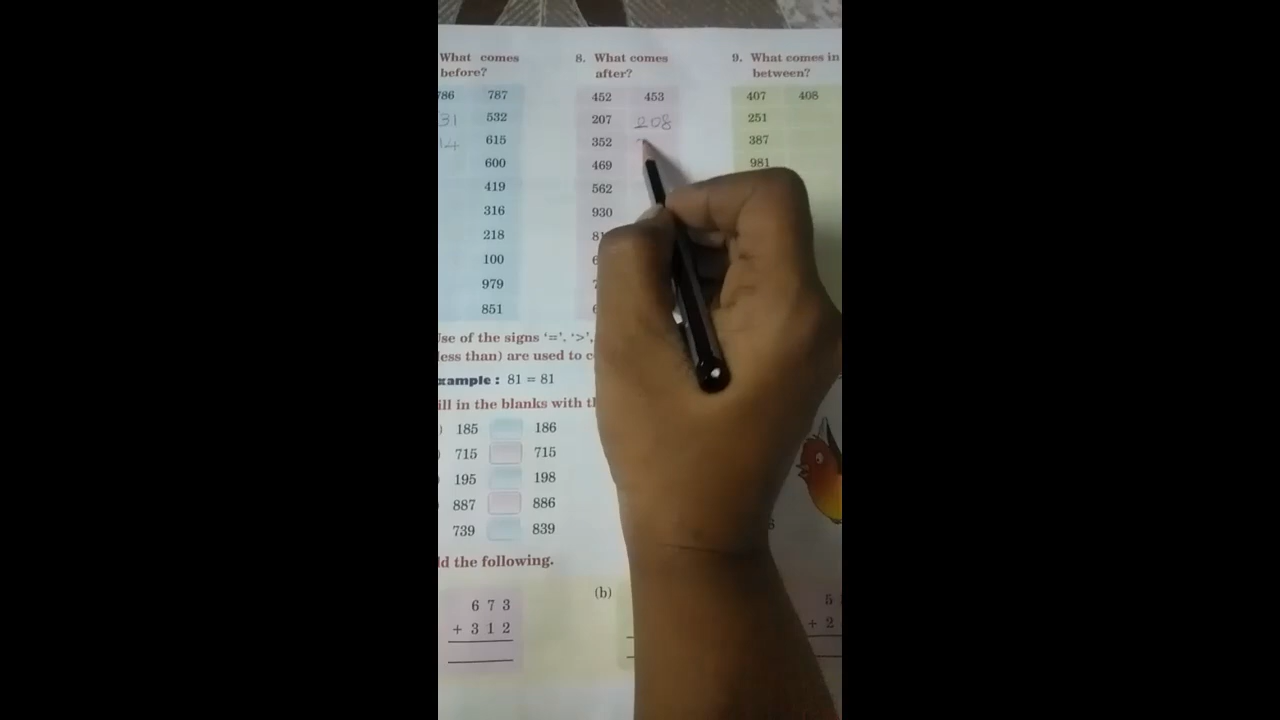 What comes
before?
786 787
31 532
14 615
600
419
316
218
100
979
851
8. What comes
after?
452 453
207 208
352
469
562
930
9. What comes in
between?
407 408
251
387
981
Use of the signs '=', '>',
less than) are used to
Example : 81 = 81
Fill in the blanks with
185 186
715 715
195 198
887 886
739 839
Add the following.
6 7 3
+ 3 1 2
(b)
5
+ 2